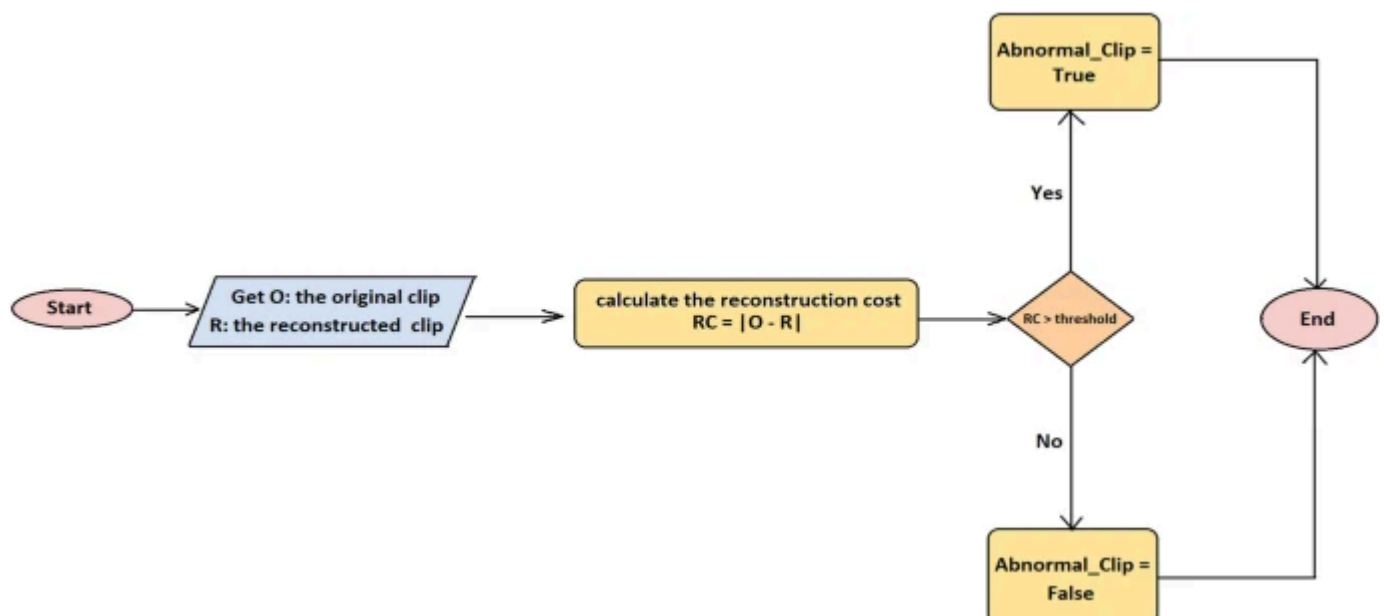 Start
Get O: the original clip
R: the reconstructed clip
calculate the reconstruction cost
RC = |O - R|
RC > threshold
Yes
Abnormal_Clip =
True
No
Abnormal_Clip =
False
End